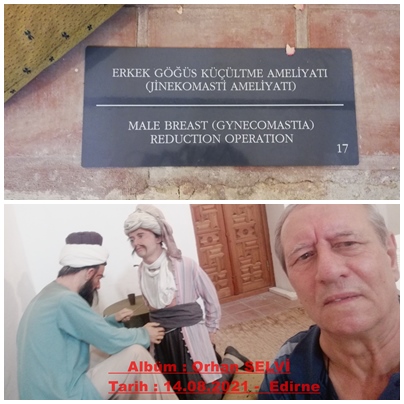 ERKEK GÖĞÜS KÜÇÜLTME AMELİYATI
(JİNEKOMASTİ AMELİYATI)
MALE BREAST (GYNECOMASTIA)
REDUCTION OPERATION
17
Albüm : Orhan SELVİ
Tarih : 14.08.2021 - Edirne